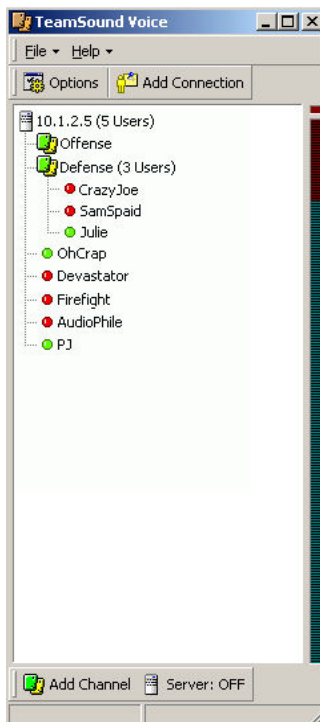 TeamSound Voice
File Help
Options Add Connection
10.1.2.5 (5 Users)
Offense
Defense (3 Users)
CrazyJoe
SamSpaid
Julie
OhCrap
Devastator
Firefight
AudioPhile
PJ
Add Channel Server: OFF